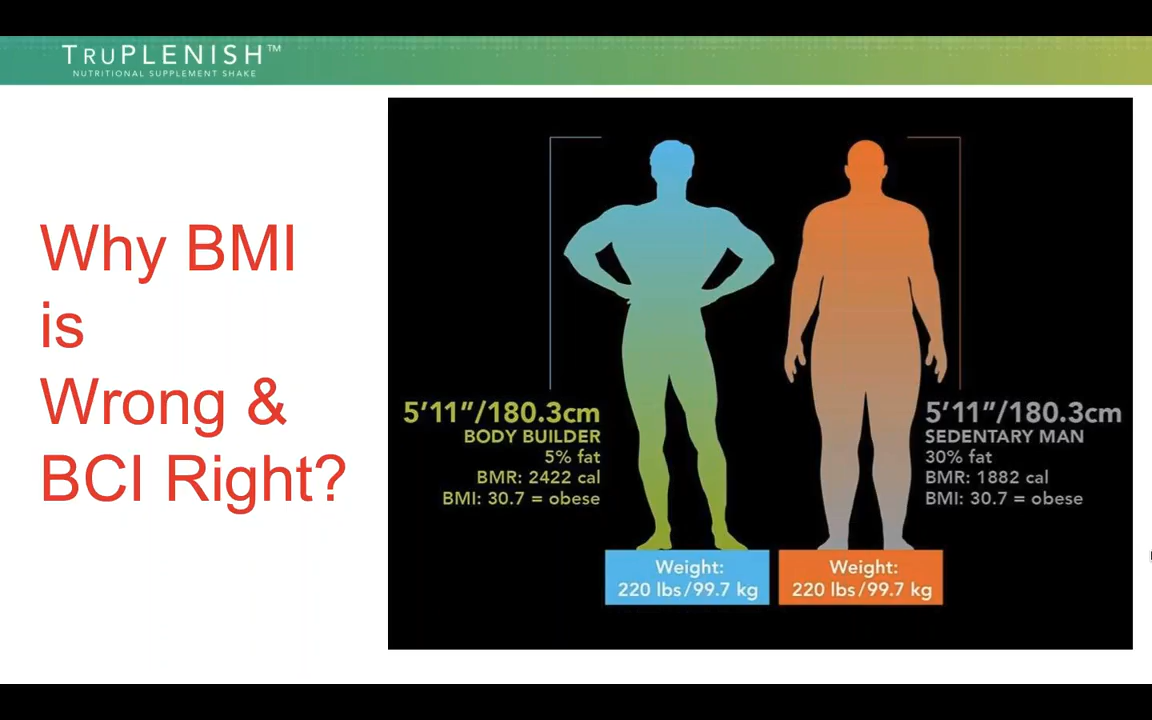 TRUPLENISH™
NUTRITIONAL SUPPLEMENT SHAKE
Why BMI
is
Wrong &
BCI Right?
5’11”/180.3cm
BODY BUILDER
5% fat
BMR: 2422 cal
BMI: 30.7 = obese
5’11”/180.3cm
SEDENTARY MAN
30% fat
BMR: 1882 cal
BMI: 30.7 = obese
Weight:
220 lbs/99.7 kg
Weight:
220 lbs/99.7 kg